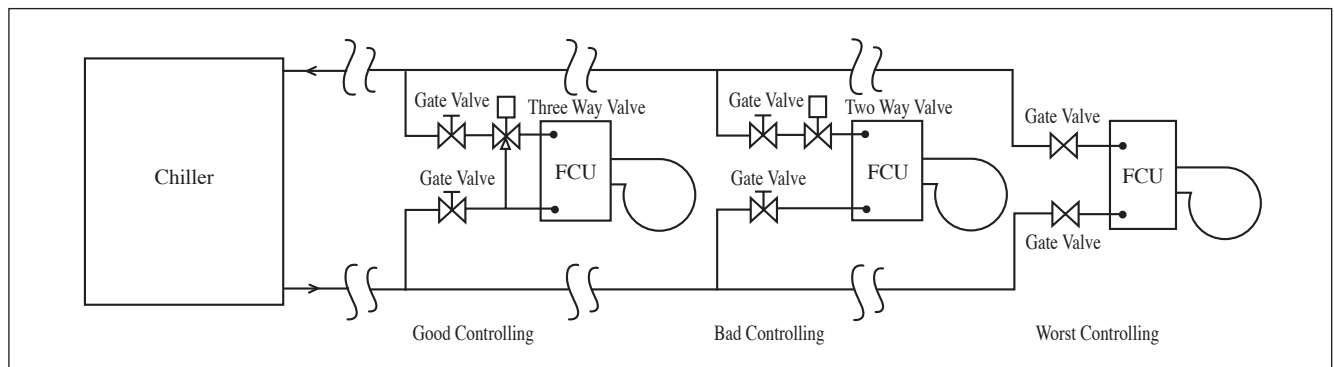 Chiller
Gate Valve
Three Way Valve
FCU
Gate Valve
Good Controlling
Gate Valve
Two Way Valve
FCU
Gate Valve
Bad Controlling
Gate Valve
FCU
Gate Valve
Worst Controlling